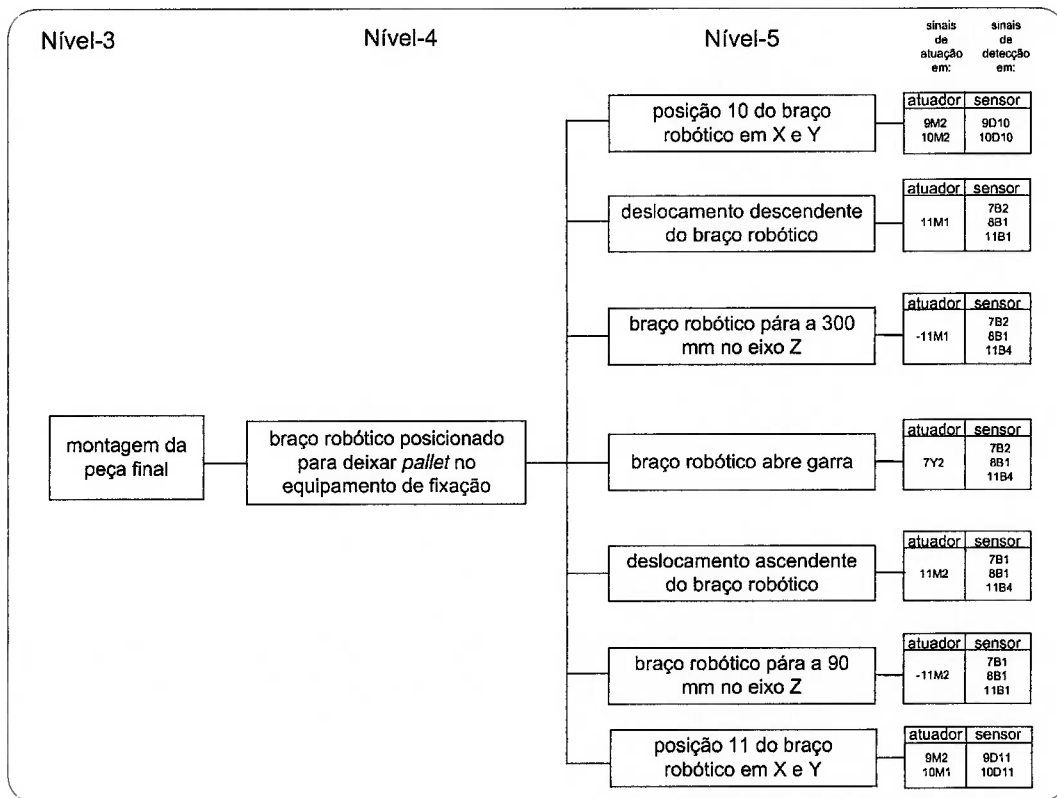 Nível-3
Nível-4
Nível-5
sinais
de
atuação
em:
sinais
de
detecção
em:
posição 10 do braço
robótico em X e Y
atuador sensor
9M2 9D10
10M2 10D10
deslocamento descendente
do braço robótico
atuador sensor
7B2
11M1 8B1
11B1
braço robótico pára a 300
mm no eixo Z
atuador sensor
7B2
-11M1 8B1
11B4
montagem da
peça final
braço robótico posicionado
para deixar pallet no
equipamento de fixação
braço robótico abre garra
atuador sensor
7B2
7Y2 8B1
11B4
deslocamento ascendente
do braço robótico
atuador sensor
7B1
11M2 8B1
11B4
braço robótico pára a 90
mm no eixo Z
atuador sensor
7B1
-11M2 8B1
11B1
posição 11 do braço
robótico em X e Y
atuador sensor
9M2 9D11
10M1 10D11